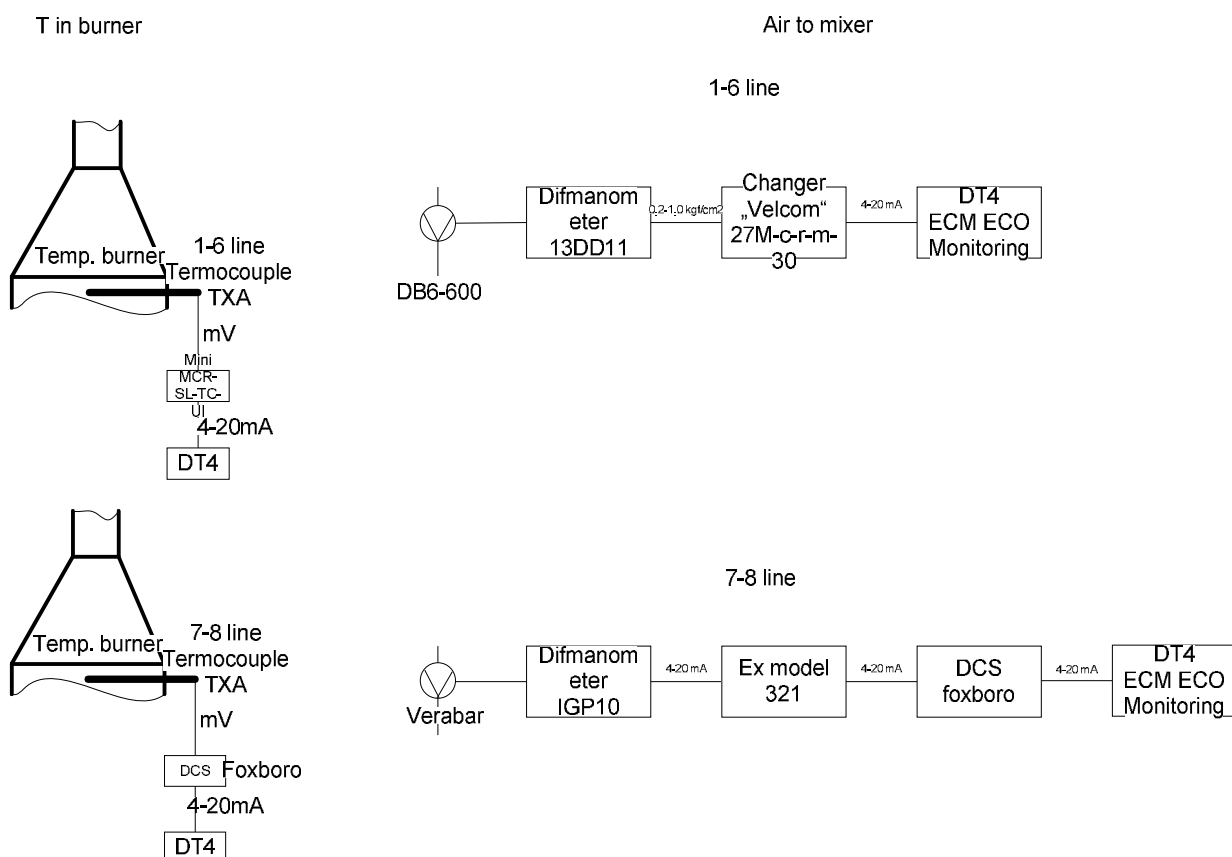 T in burner
Air to mixer
1-6 line
Temp. burner
1-6 line
Termocouple
TXA
mV
Mini
MCR-
SL-TC-
UI
4-20mA
DT4
DB6-600
Difmanom
eter
13DD11
0.2-1.0 kgf/cm2
Changer
„Velcom“
27M-c-r-m-
30
4-20 mA
DT4
ECM ECO
Monitoring
7-8 line
Temp. burner
7-8 line
Termocouple
TXA
mV
DCS
Foxboro
4-20mA
DT4
Verabar
Difmanom
eter
IGP10
4-20 mA
Ex model
321
4-20 mA
DCS
foxboro
4-20 mA
DT4
ECM ECO
Monitoring